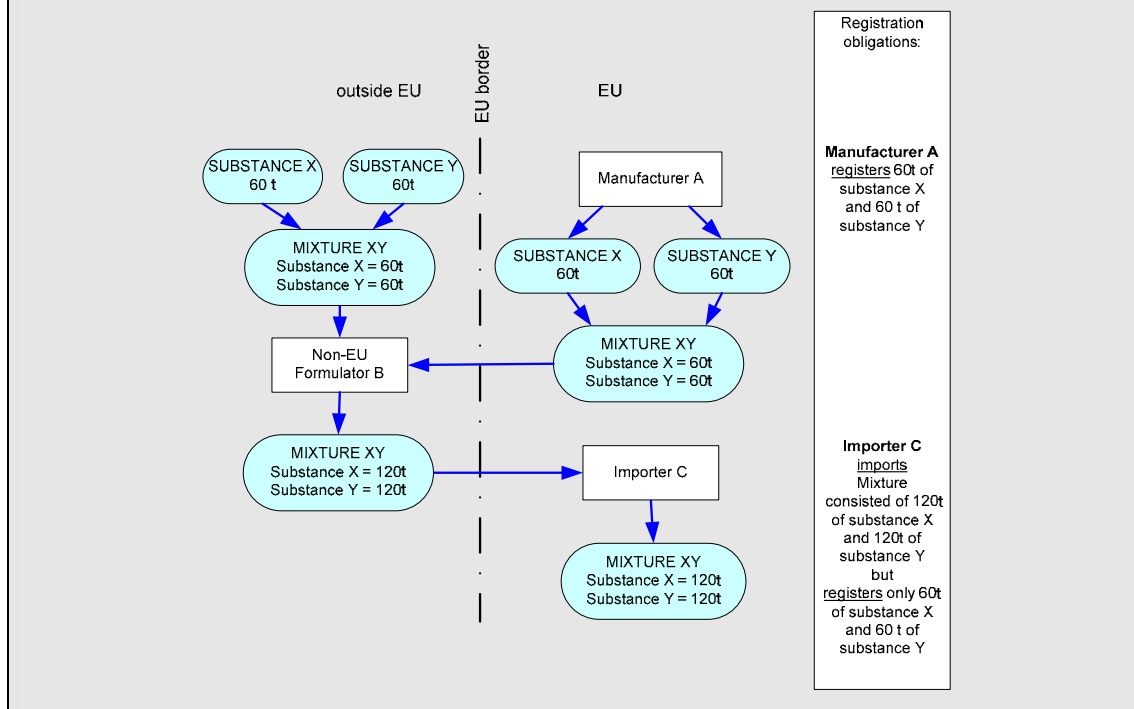 Registration
obligations:
outside EU
EU border
EU
SUBSTANCE X
60 t
SUBSTANCE Y
60t
Manufacturer A
Manufacturer A
registers 60t of
substance X
and 60 t of
substance Y
MIXTURE XY
Substance X = 60t
Substance Y = 60t
SUBSTANCE X
60t
SUBSTANCE Y
60t
Non-EU
Formulator B
MIXTURE XY
Substance X = 60t
Substance Y = 60t
MIXTURE XY
Substance X = 120t
Substance Y = 120t
Importer C
Importer C
imports
Mixture
consisted of 120t
of substance X
and 120t of
substance Y
but
registers only 60t
of substance X
and 60 t of
substance Y
MIXTURE XY
Substance X = 120t
Substance Y = 120t